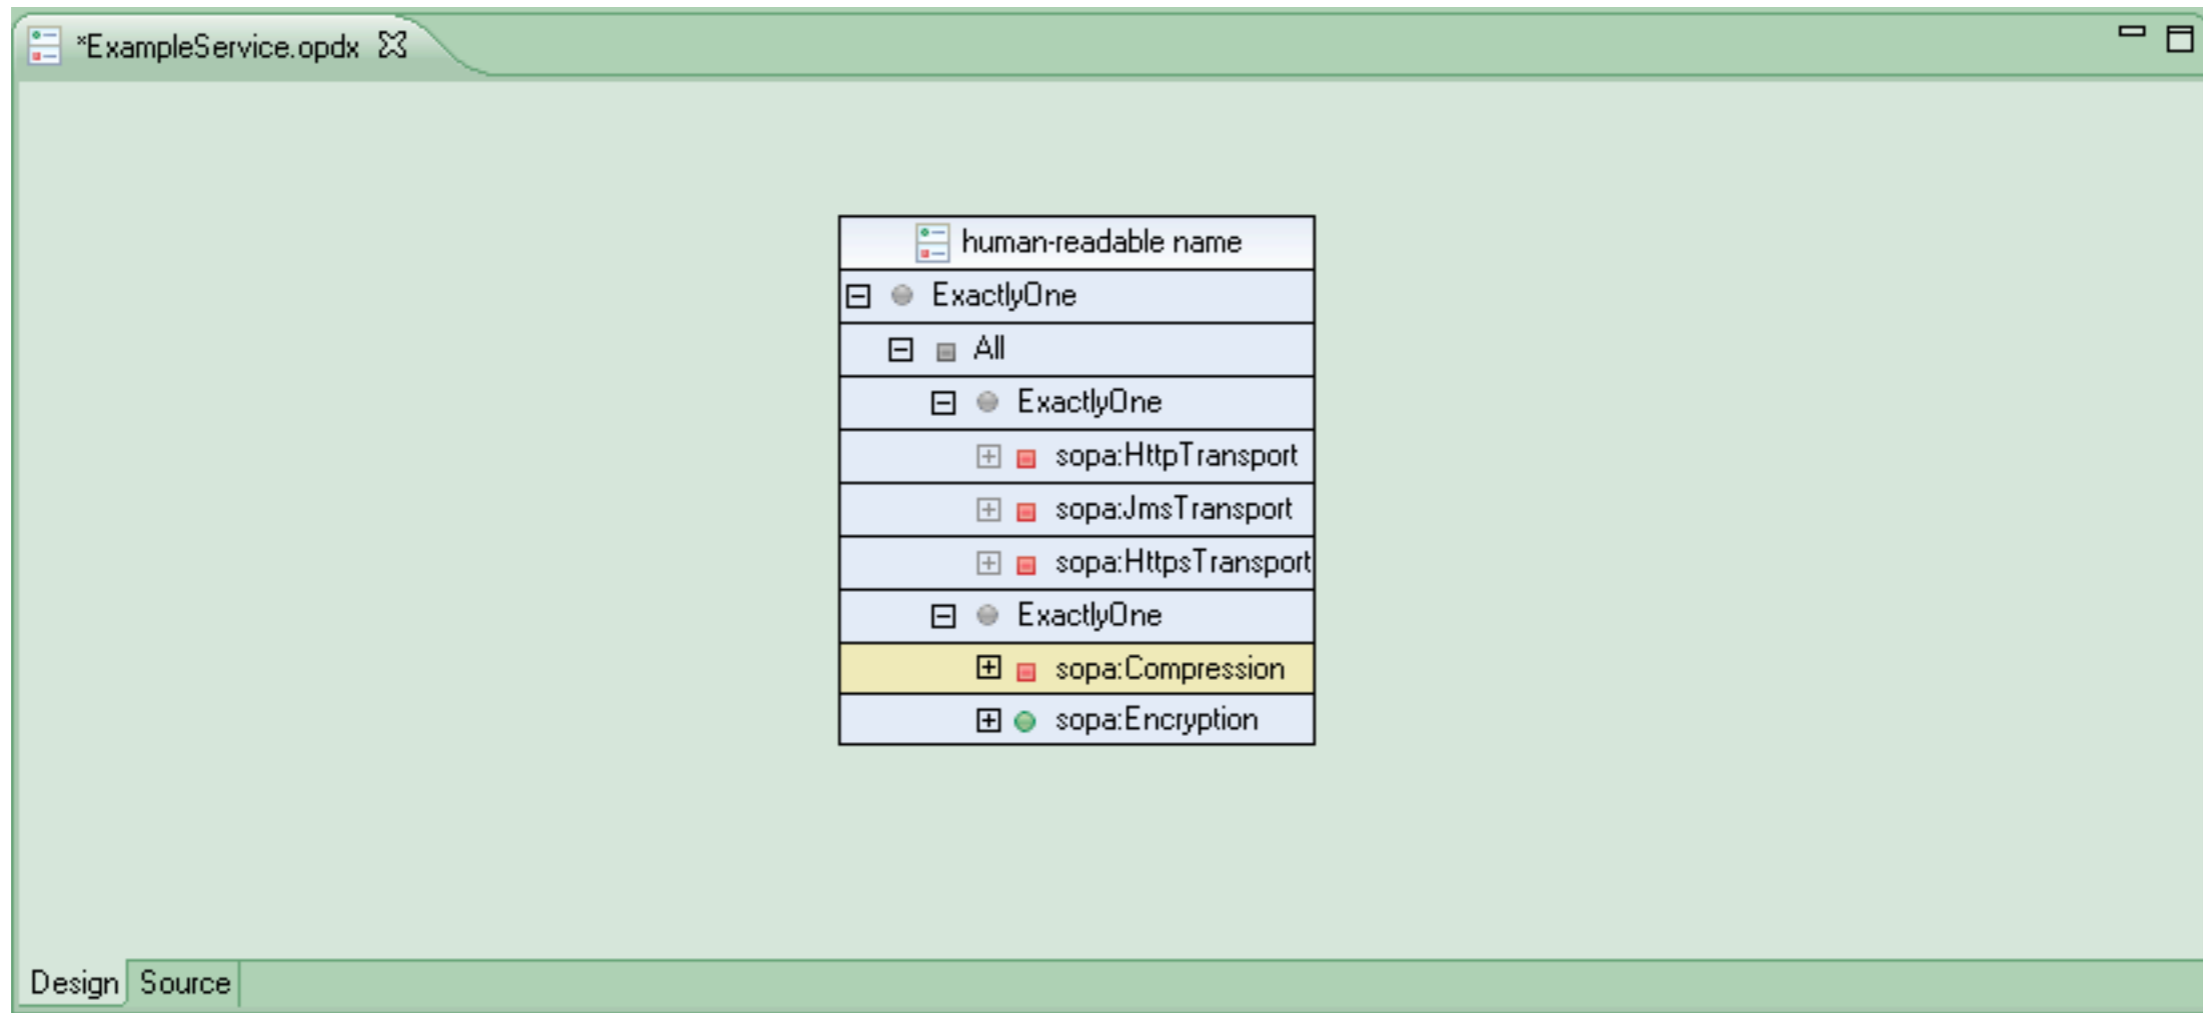 *ExampleService.opdx
human-readable name
ExactlyOne
All
ExactlyOne
sopa:HttpTransport
sopa:JmsTransport
sopa:HttpsTransport
ExactlyOne
sopa:Compression
sopa:Encryption
Design Source